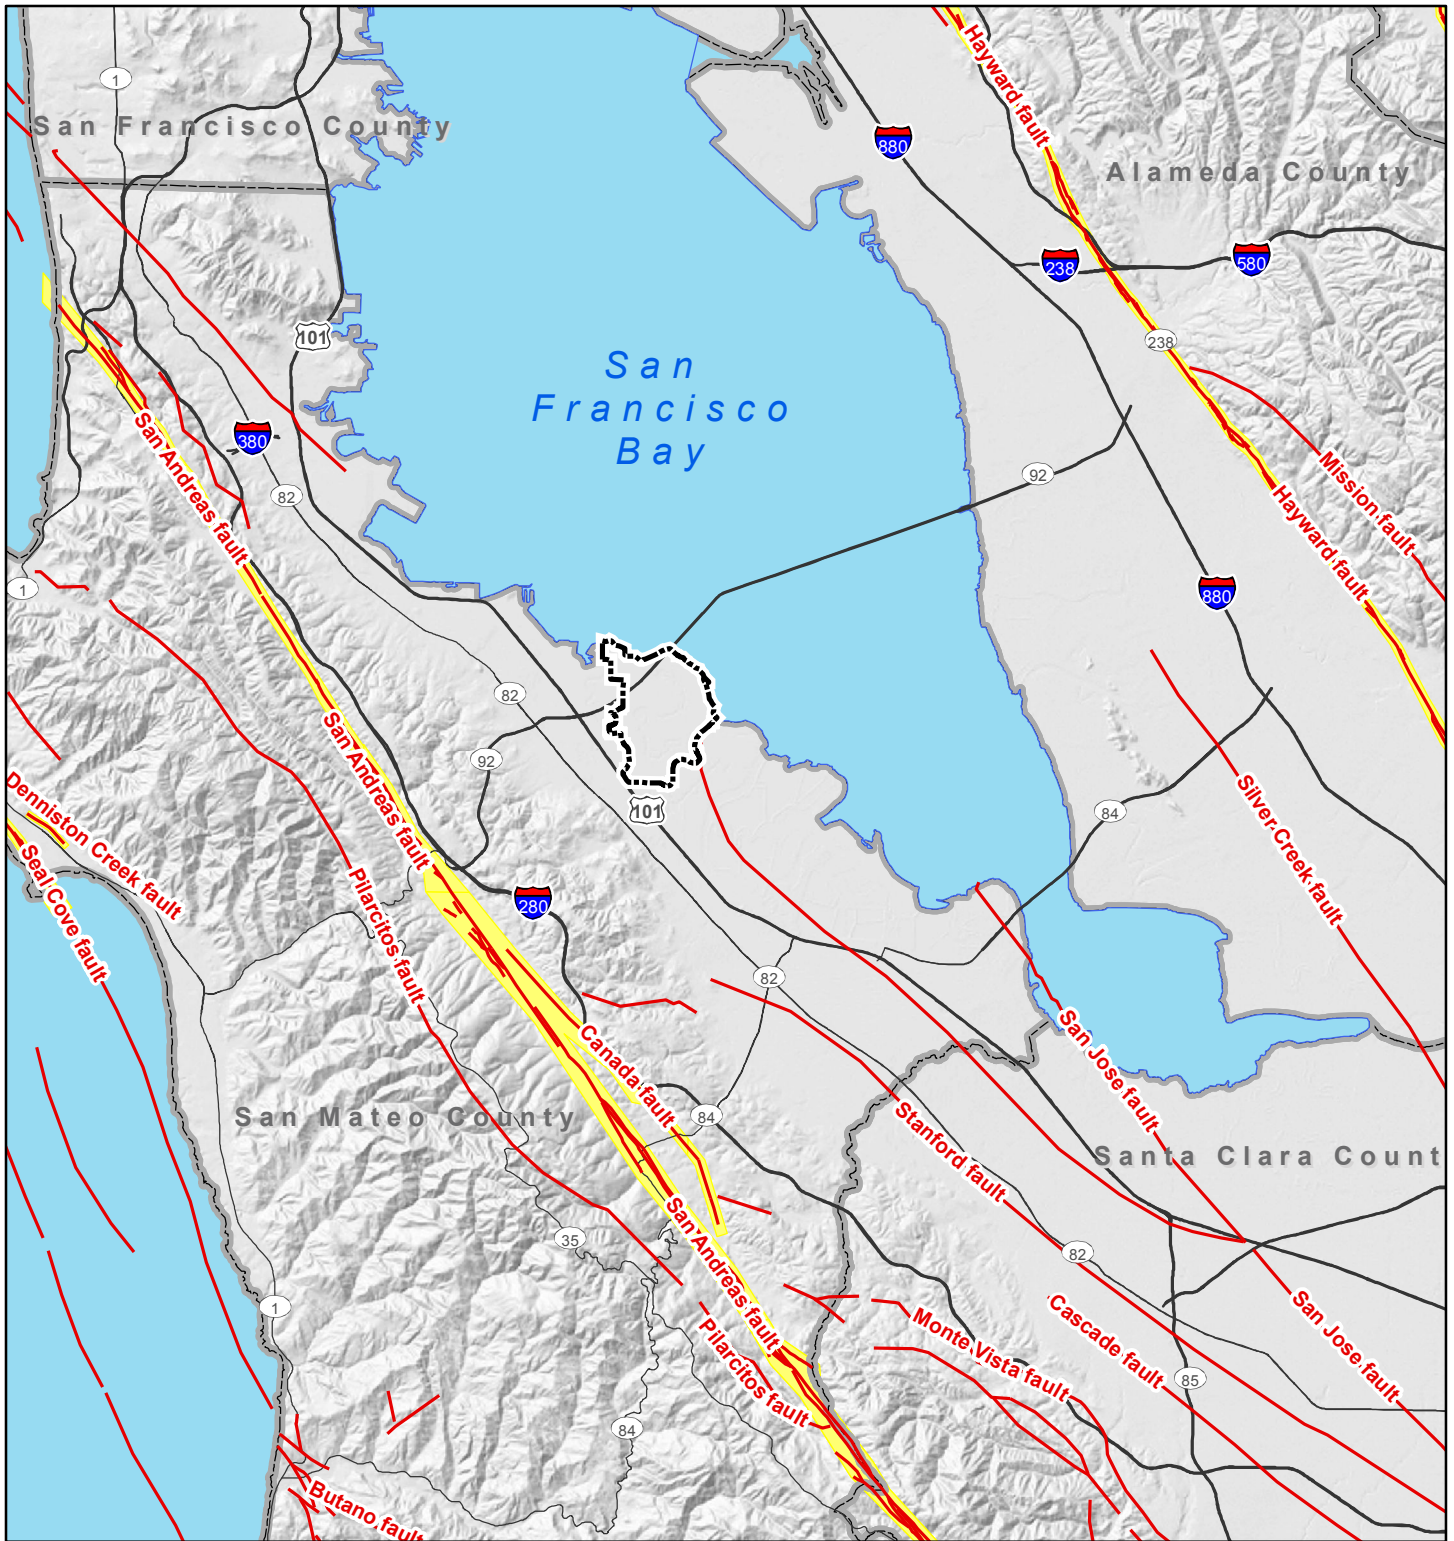 Hayward fault
1
San Francisco County
880
Alameda County
238
580
101
238
San
Francisco
Bay
San Andreas fault
380
82
92
Mission fault
Hayward fault
1
880
82
San Andreas fault
92
Denniston Creek fault
101
84
Silver Creek fault
Seal Cove fault
Pilarcitos fault
280
82
San Jose fault
Canada fault
San Mateo County
84
Stanford fault
Santa Clara Count
San Andreas fault
35
82
1
Pilarcitos fault
Monte Vista fault
Cascade fault
San Jose fault
85
84
Butano fault